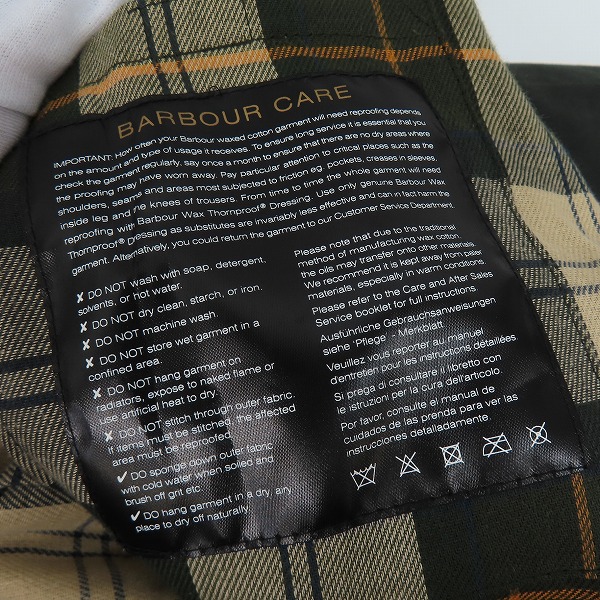 BARBOUR CARE
IMPORTANT: How often your Barbour waxed cotton garment will need reproofing depends
on the amount and type of usage it receives. To ensure long service it is essential that you
check the garment regularly, say once a month to ensure that there are no dry areas where
the proofing may have worn away. Pay particular attention to critical places such as the
shoulders, seams and areas most subjected to friction eg. pockets, creases in sleeves,
inside leg and the knees of trousers. From time to time the whole garment will need
reproofing with Barbour Wax Thornproof® Dressing. Use only genuine Barbour Wax
Thornproof® Dressing as substitutes are invariably less effective and can in fact harm the
garment. Alternatively, you could return the garment to our Customer Service Department.
✗ DO NOT wash with soap, detergent,
solvents, or hot water.
✗ DO NOT dry clean, starch, or iron.
✗ DO NOT machine wash.
✗ DO NOT store wet garment in a
confined area.
✗ DO NOT hang garment on
radiators, expose to naked flame or
use artificial heat to dry.
✗ DO NOT stitch through outer fabric.
If items must be stitched, the affected
area must be reproofed.
✓ DO sponge down outer fabric
with cold water when soiled and
brush off grit etc.
✓ DO hang garment in a dry, airy
place to dry off naturally.
Please note that due to the traditional
method of manufacturing wax cotton,
the oils may transfer onto other materials.
We recommend it is kept away from pale
materials, especially in warm conditions.
Please refer to the Care and After Sales
Service booklet for full instructions.
Ausführliche Gebrauchsanweisungen
siehe 'Pflege' - Merkblatt.
Veuillez vous reporter au manuel
d'entretien pour les instructions détaillées
Si prega di consultare il libretto con
le istruzioni per la cura dell'articolo.
Por favor, consulte el manual de
cuidados de las prendas para ver las
instrucciones detalladamente.